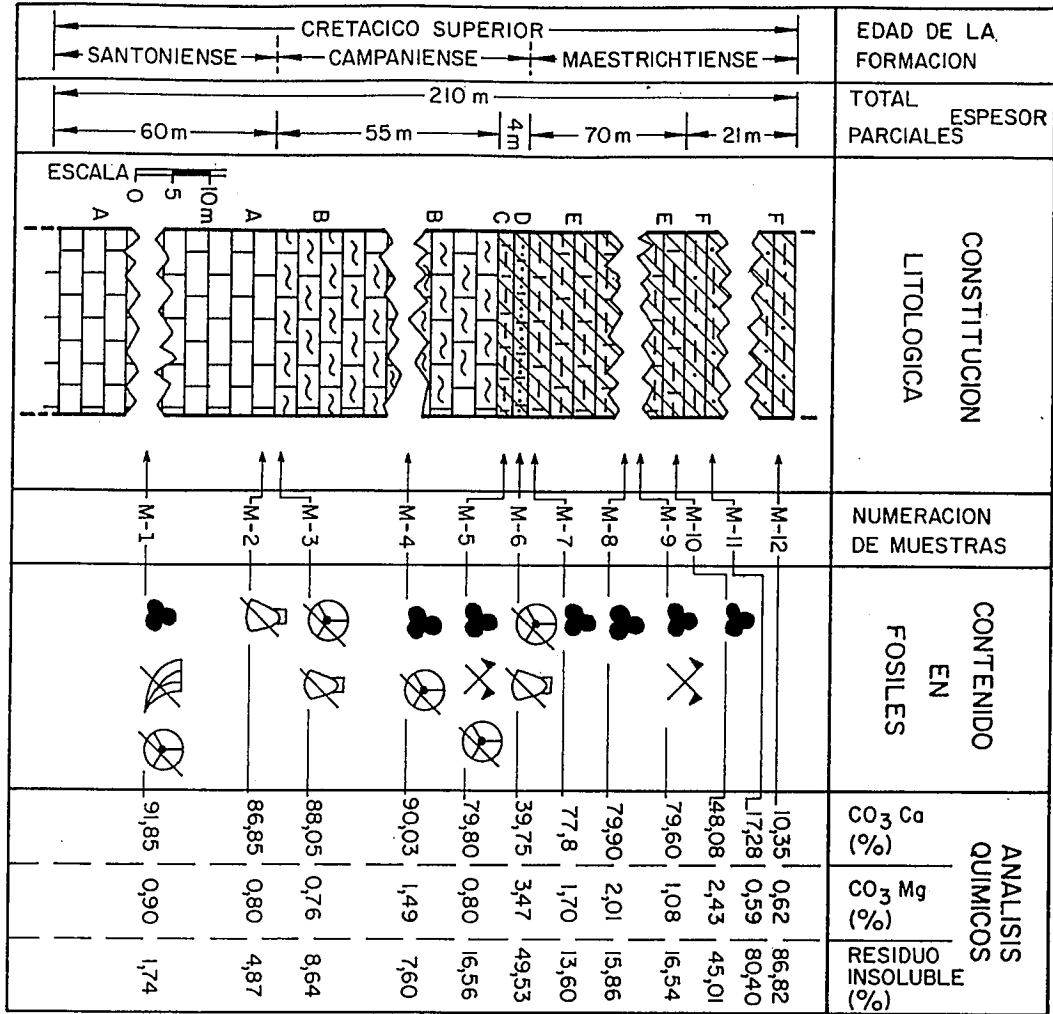 CRETACICO SUPERIOR
SANTONIENSE
CAMPANIENSE
MAESTRICHTIENSE
EDAD DE LA
FORMACION
210 m
60 m
55 m
4m
70 m
21 m
TOTAL
PARCIALES
ESPESOR
ESCALA
0
5
10m
A
A
B
B
C
D
E
E
F
F
CONSTITUCION
LITOLOGICA
M-1
M-2
M-3
M-4
M-5
M-6
M-7
M-8
M-9
M-10
M-11
M-12
NUMERACION
DE MUESTRAS
CONTENIDO
EN
FOSILES
91,85
86,85
88,05
90,03
79,80
39,75
77,8
79,90
79,60
48,08
17,28
10,35
CO3 Ca
(%)
0,90
0,80
0,76
1,49
0,80
3,47
1,70
2,01
1,08
2,43
0,59
0,62
CO3 Mg
(%)
1,74
4,87
8,64
7,60
16,56
49,53
13,60
15,86
16,54
45,01
80,40
86,82
RESIDUO
INSOLUBLE
(%)
ANALISIS
QUIMICOS